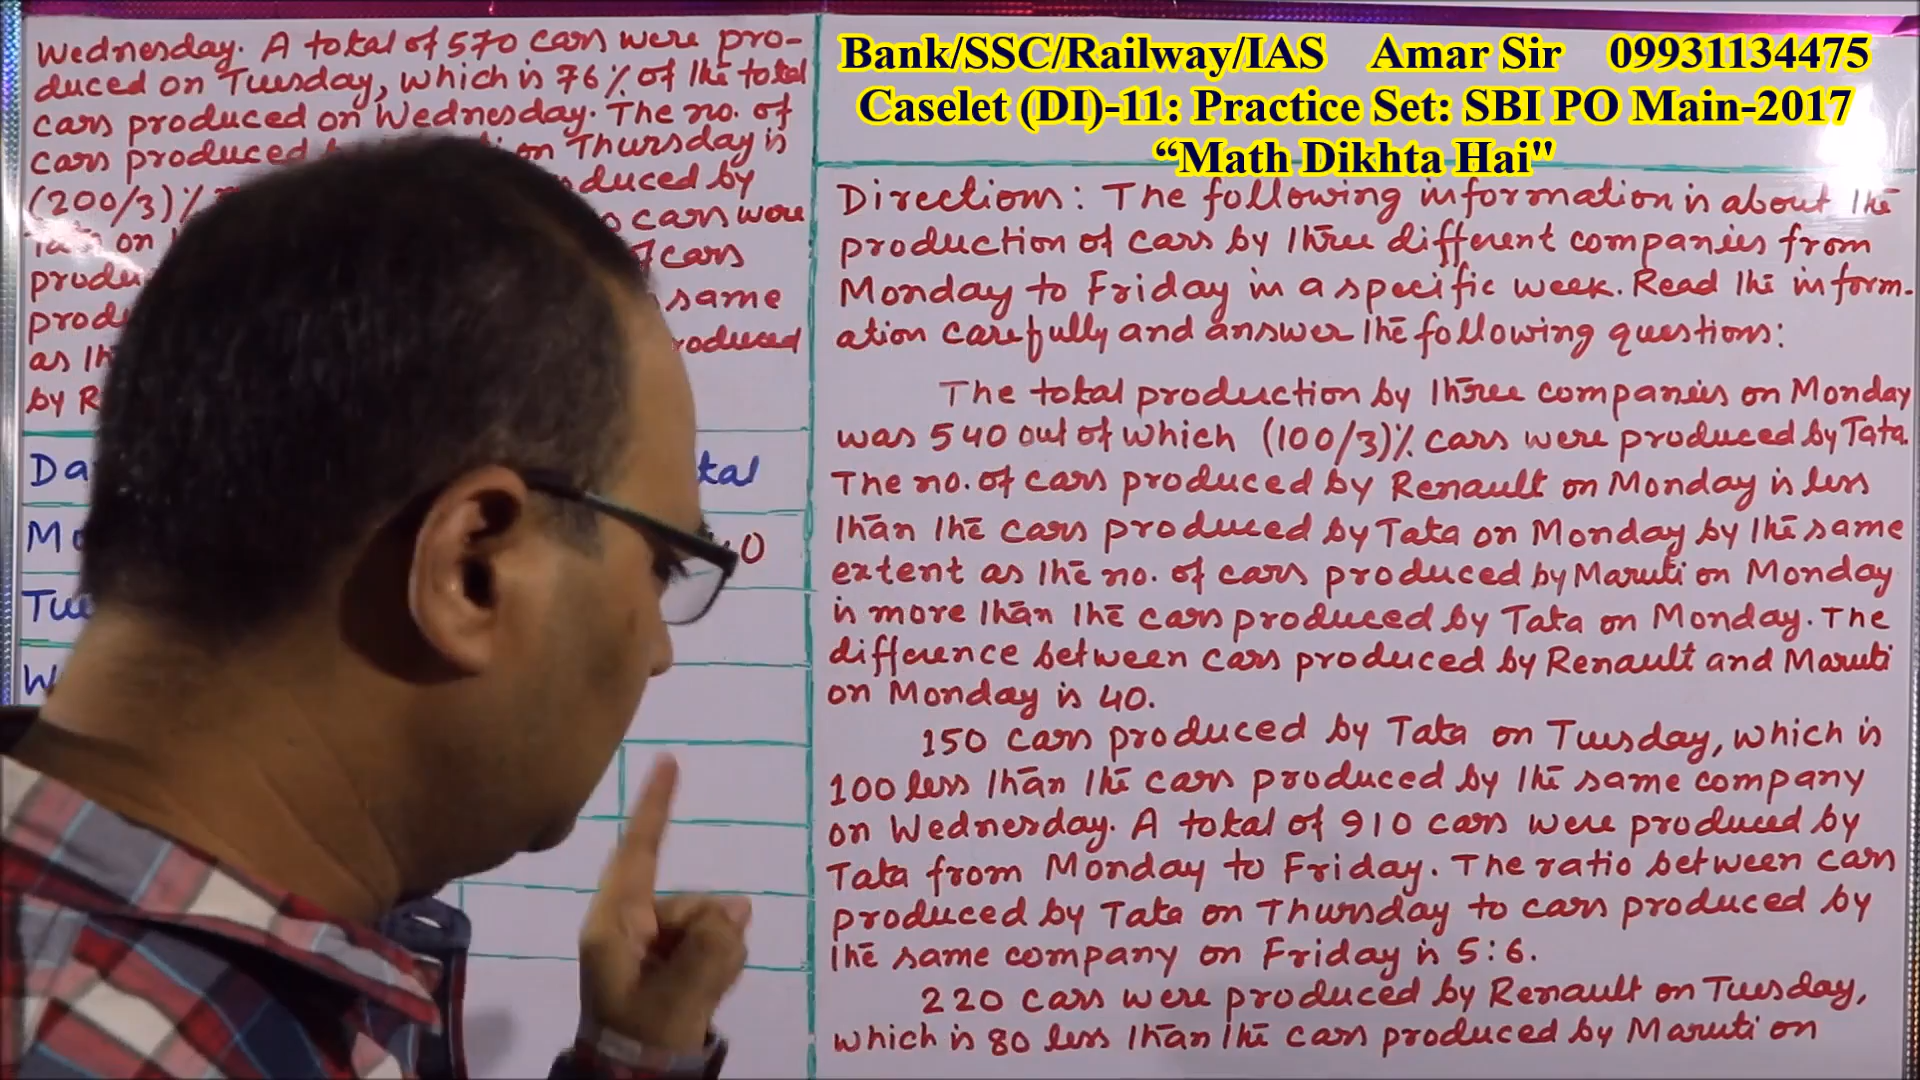 Bank/SSC/Railway/IAS Amar Sir 09931134475
Caselet (DI)-11: Practice Set: SBI PO Main-2017
“Math Dikhta Hai"
Directions: The following information is about the
production of cars by three different companies from
Monday to Friday in a specific week. Read the inform-
ation carefully and answer the following questions:
The total production by three companies on Monday
was 540 out of which (100/3)% cars were produced by Tata.
The no. of cars produced by Renault on Monday is less
than the cars produced by Tata on Monday by the same
extent as the no. of cars produced by Maruti on Monday
is more than the cars produced by Tata on Monday. The
difference between cars produced by Renault and Maruti
on Monday is 40.
150 cars produced by Tata on Tuesday, which is
100 less than the cars produced by the same company
on Wednesday. A total of 910 cars were produced by
Tata from Monday to Friday. The ratio between cars
produced by Tata on Thursday to cars produced by
the same company on Friday is 5:6.
220 cars were produced by Renault on Tuesday,
which is 80 less than the cars produced by Maruti on
Wednesday. A total of 570 cars were pro-
duced on Tuesday, which is 76% of the total
cars produced on Wednesday. The no. of
cars produced on Thursday is
(200/3)%
on cars were
cars
same
as
by